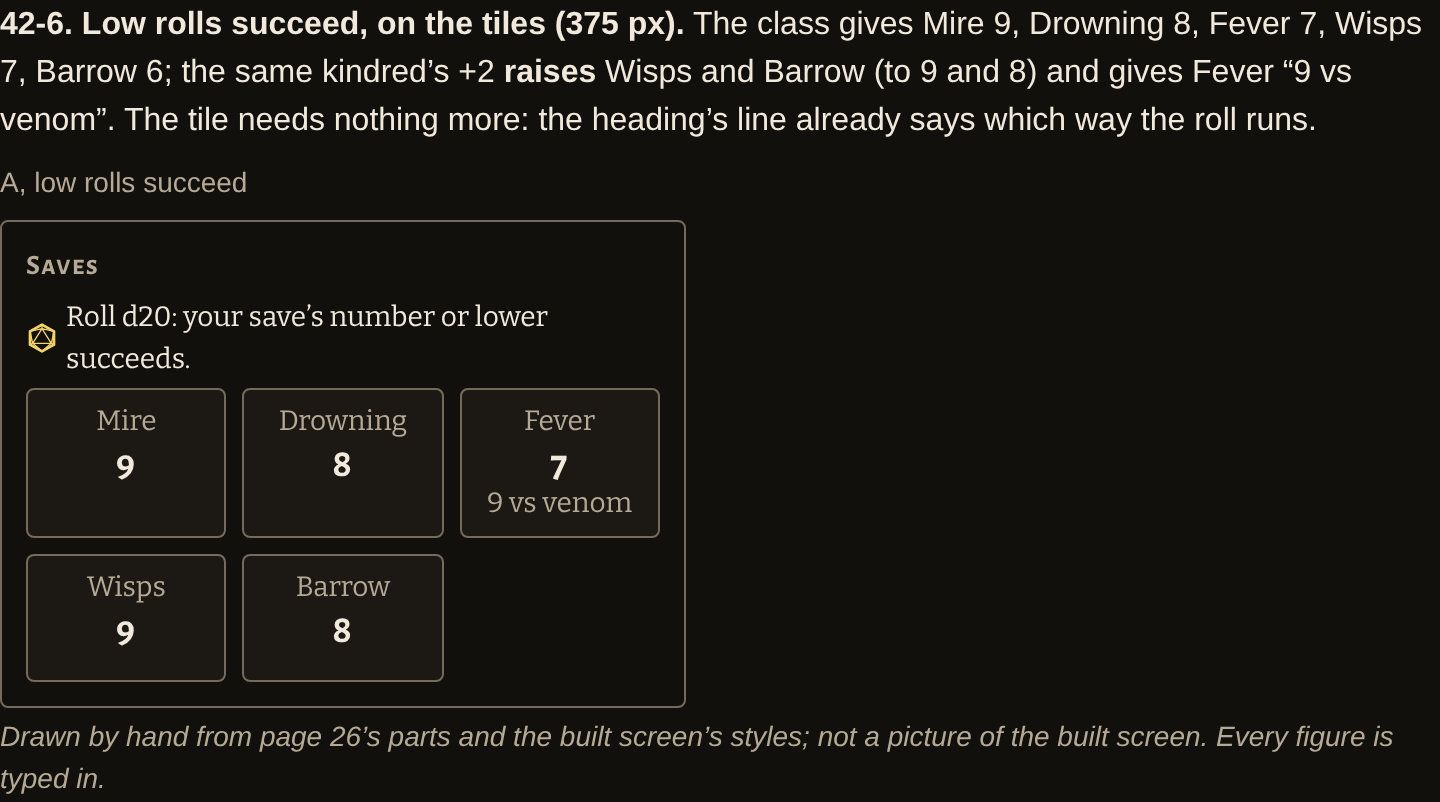 42-6. Low rolls succeed, on the tiles (375 px). The class gives Mire 9, Drowning 8, Fever 7, Wisps
7, Barrow 6; the same kindred’s +2 raises Wisps and Barrow (to 9 and 8) and gives Fever “9 vs
venom”. The tile needs nothing more: the heading’s line already says which way the roll runs.
A, low rolls succeed
SAVES
Roll d20: your save’s number or lower
succeeds.
Mire
9
Drowning
8
Fever
7
9 vs venom
Wisps
9
Barrow
8
Drawn by hand from page 26’s parts and the built screen’s styles; not a picture of the built screen. Every figure is
typed in.